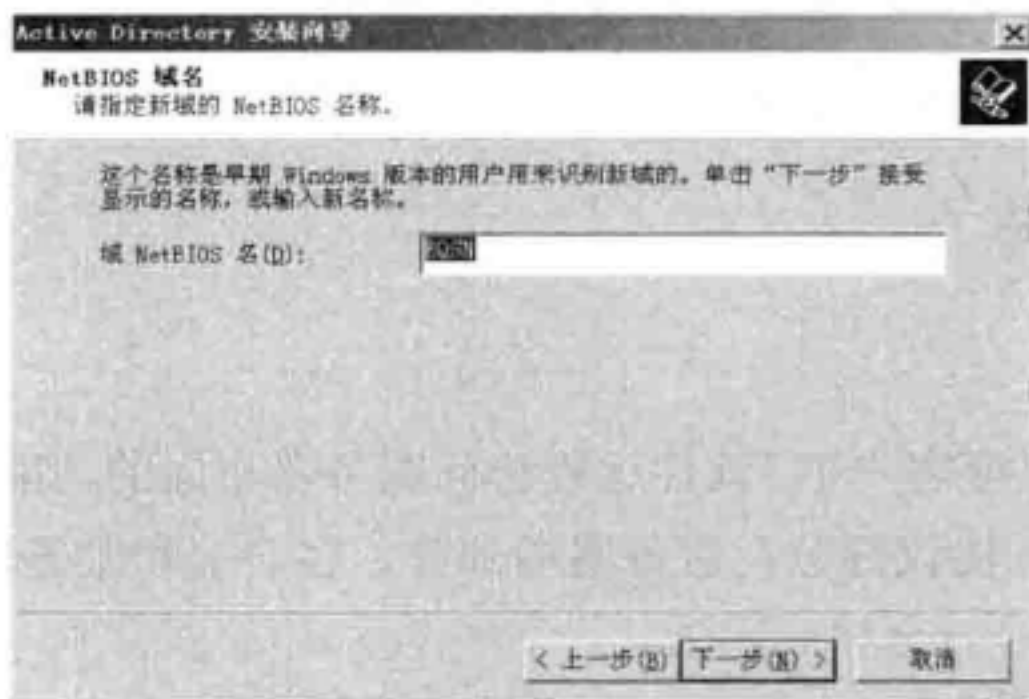 Active Directory 安装向导
NetBIOS 域名
请指定新域的 NetBIOS 名称。
这个名称是早期 Windows 版本的用户用来识别新域的。单击“下一步”接受
显示的名称，或输入新名称。
域 NetBIOS 名(D):
< 上一步(B)
下一步(N) >
取消